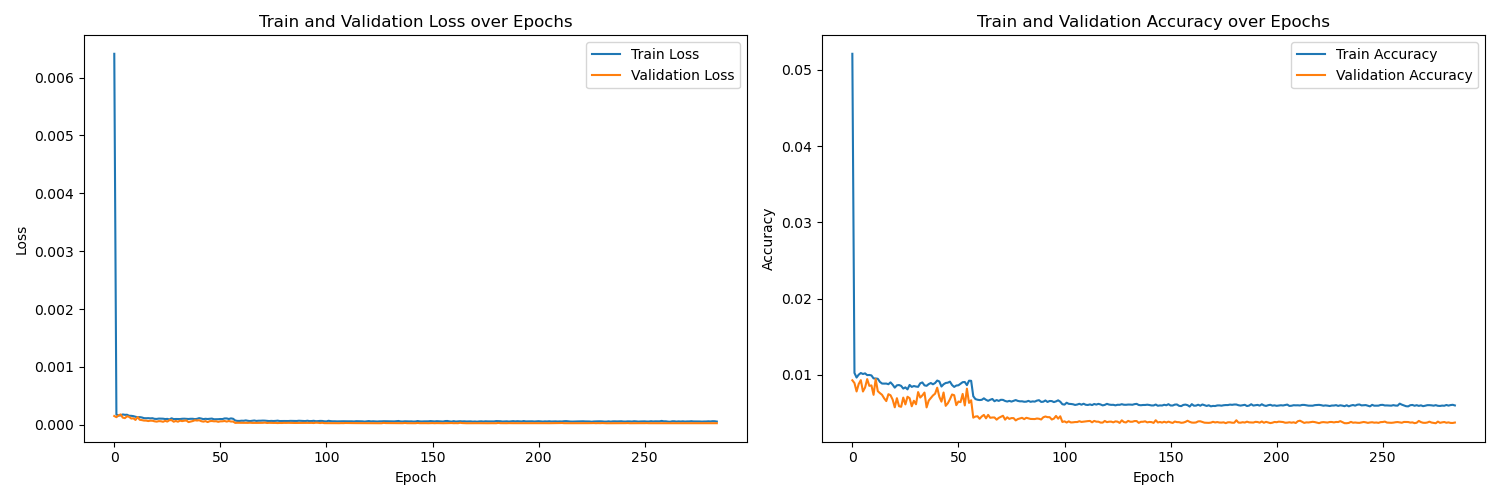 Train and Validation Loss over Epochs
Train Loss
Validation Loss
0.006
0.005
0.004
0.003
0.002
0.001
0.000
Loss
0
50
100
150
200
250
Epoch
Train and Validation Accuracy over Epochs
Train Accuracy
Validation Accuracy
0.05
0.04
0.03
0.02
0.01
Accuracy
0
50
100
150
200
250
Epoch